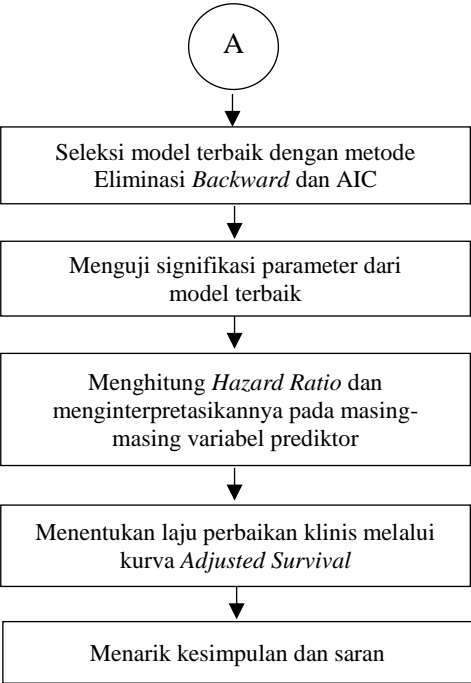 A
Seleksi model terbaik dengan metode
Eliminasi Backward dan AIC
Menguji signifikasi parameter dari
model terbaik
Menghitung Hazard Ratio dan
menginterpretasikannya pada masing-
masing variabel prediktor
Menentukan laju perbaikan klinis melalui
kurva Adjusted Survival
Menarik kesimpulan dan saran